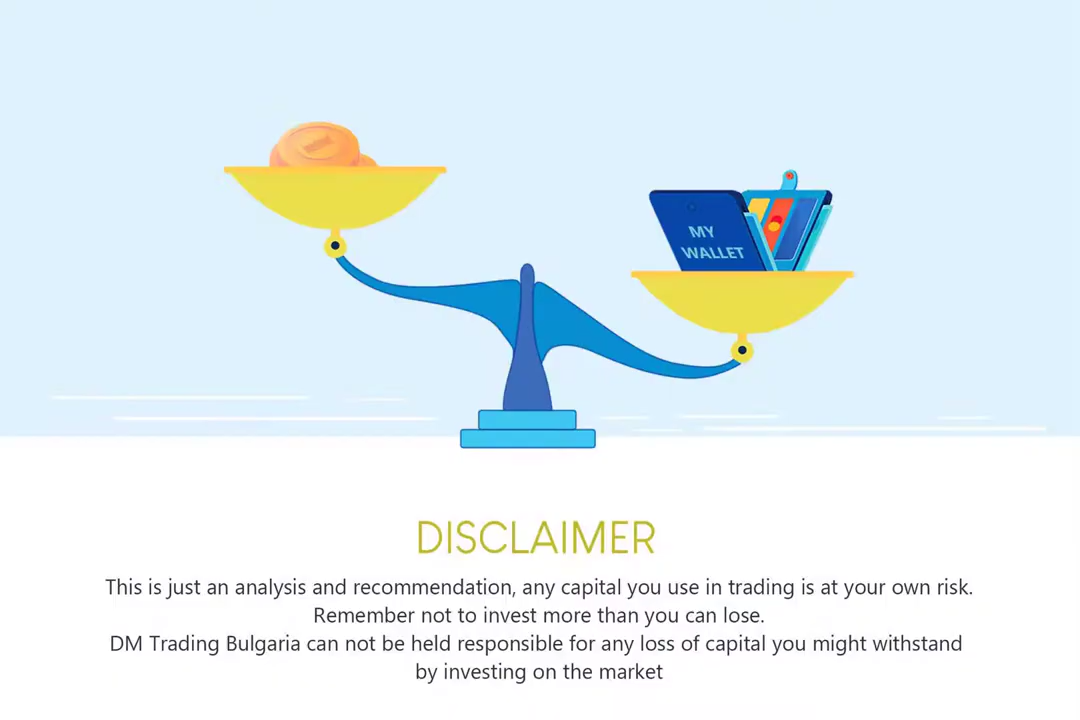 MY
WALLET
DISCLAIMER
This is just an analysis and recommendation, any capital you use in trading is at your own risk.
Remember not to invest more than you can lose.
DM Trading Bulgaria can not be held responsible for any loss of capital you might withstand
by investing on the market